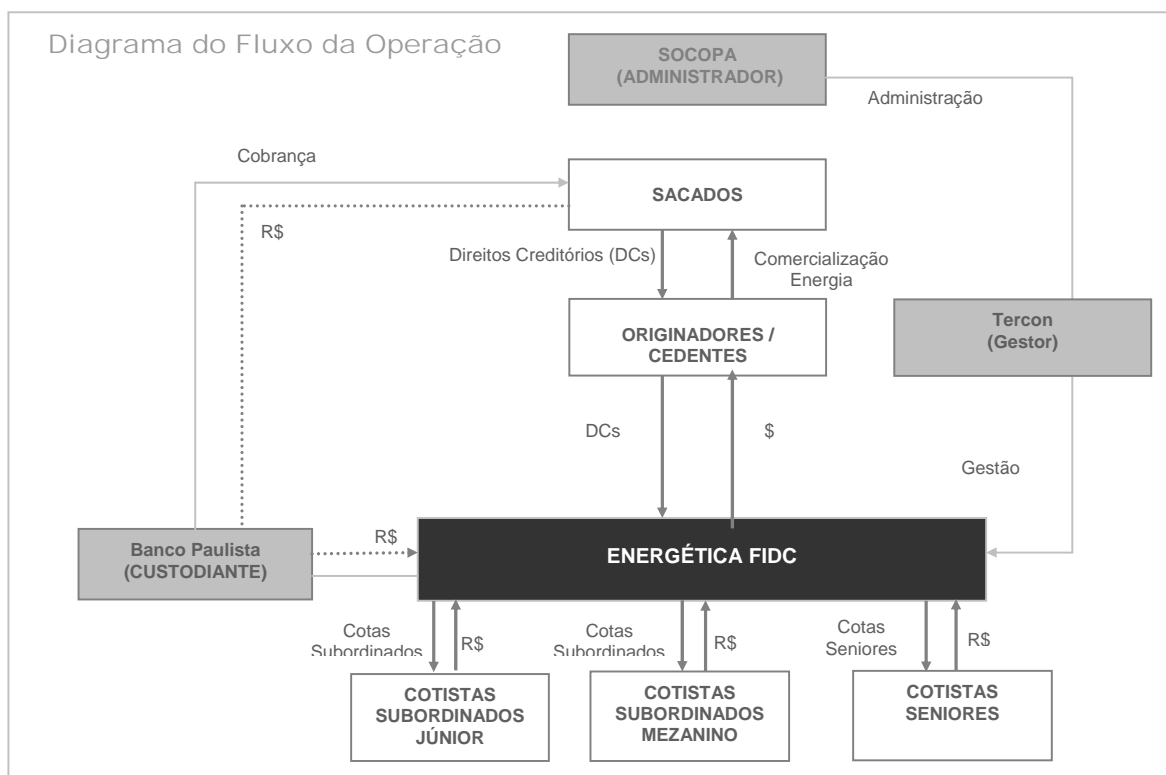 Diagrama do Fluxo da Operação
SOCOPA
(ADMINISTRADOR)
Administração
Cobrança
SACADOS
R$
Direitos Creditórios (DCs)
Comercialização
Energia
ORIGINADORES /
CEDENTES
Tercon
(Gestor)
DCs
$
Gestão
Banco Paulista
(CUSTODIANTE)
R$
ENERGÉTICA FIDC
Cotas
Subordinados
R$
Cotas
Subordinados
R$
Cotas
Seniores
R$
COTISTAS
SUBORDINADOS
JÚNIOR
COTISTAS
SUBORDINADOS
MEZANINO
COTISTAS
SENIORES